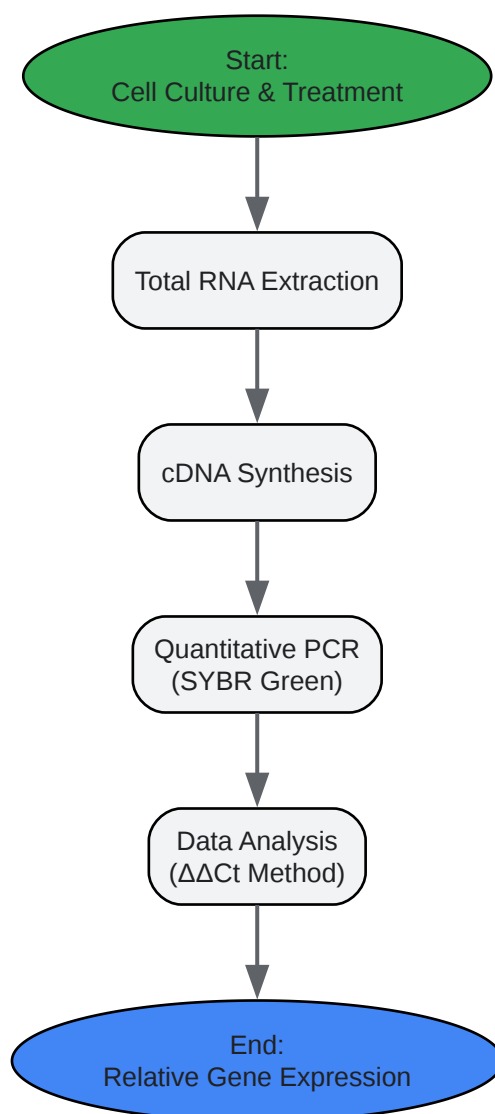 Start:
Cell Culture & Treatment
Total RNA Extraction
cDNA Synthesis
Quantitative PCR
(SYBR Green)
Data Analysis
(ΔΔCt Method)
End:
Relative Gene Expression